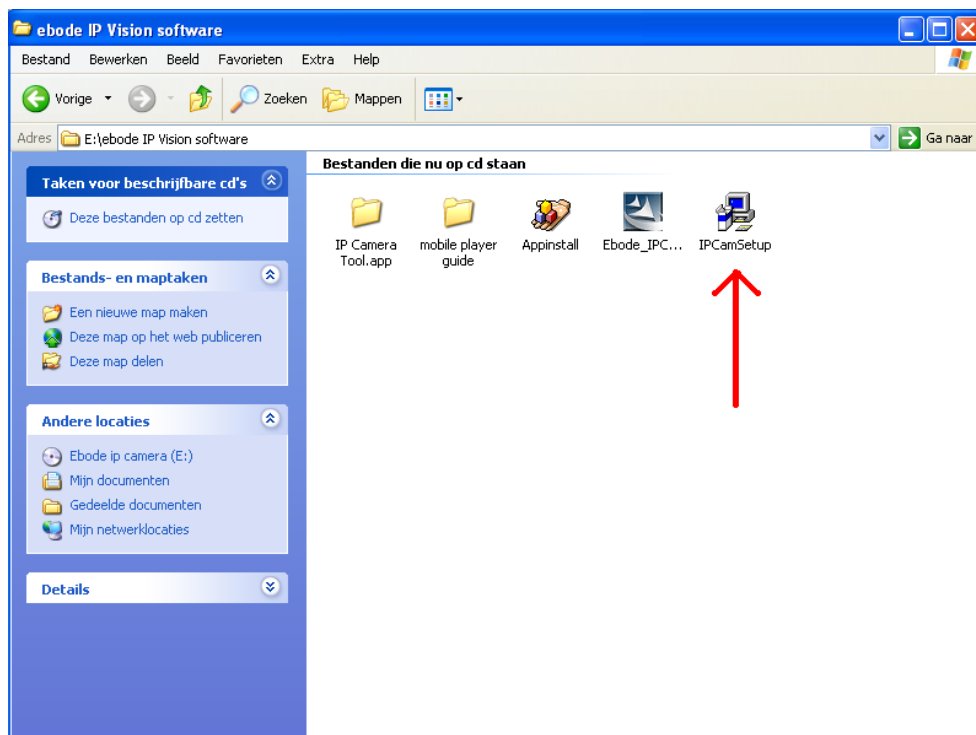 ebode IP Vision software
Bestand Bewerken Beeld Favorieten Extra Help
Vorige Zoeken Mappen
Adres E:\ebode IP Vision software Ga naar
Taken voor beschrijfbare cd's
Deze bestanden op cd zetten
Bestands- en maptaken
Een nieuwe map maken
Deze map op het web publiceren
Deze map delen
Andere locaties
Ebode ip camera (E:)
Mijn documenten
Gedeelde documenten
Mijn netwerklocaties
Details
Bestanden die nu op cd staan
IP Camera
Tool.app
mobile player
guide
Appinstall
Ebode_IPC...
IPCamSetup